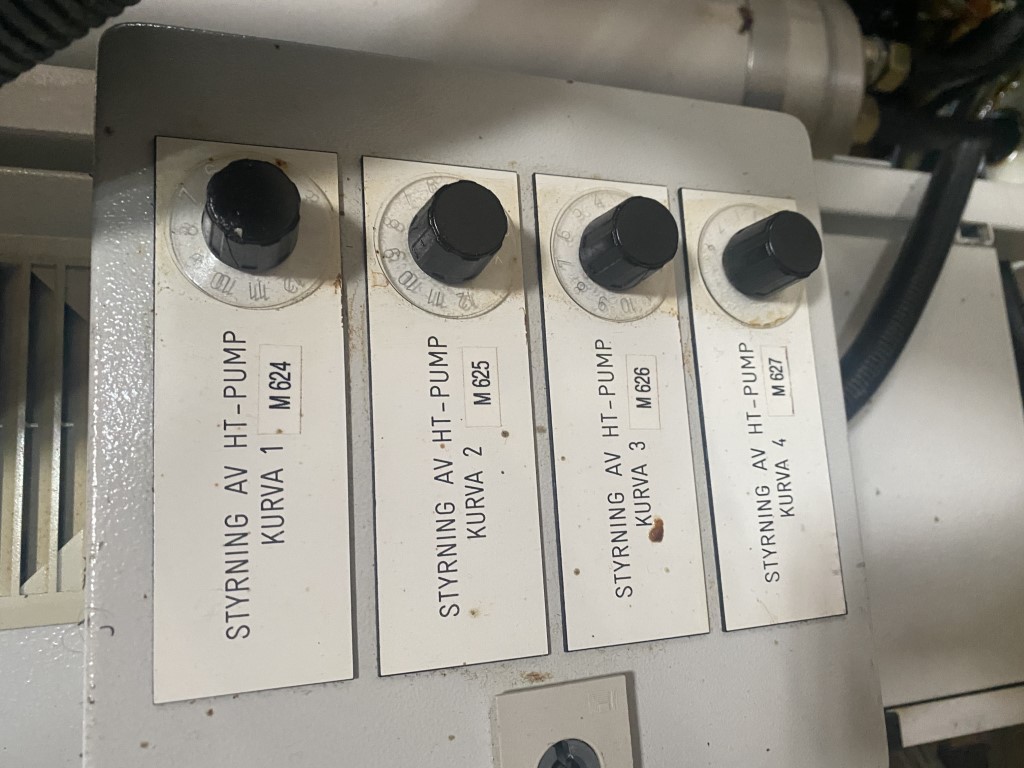 STYRNING AV HT-PUMP
KURVA 1
M 624
STYRNING AV HT-PUMP
KURVA 2
M 625
STYRNING AV HT-PUMP
KURVA 3
M 626
STYRNING AV HT-PUMP
KURVA 4
M 627